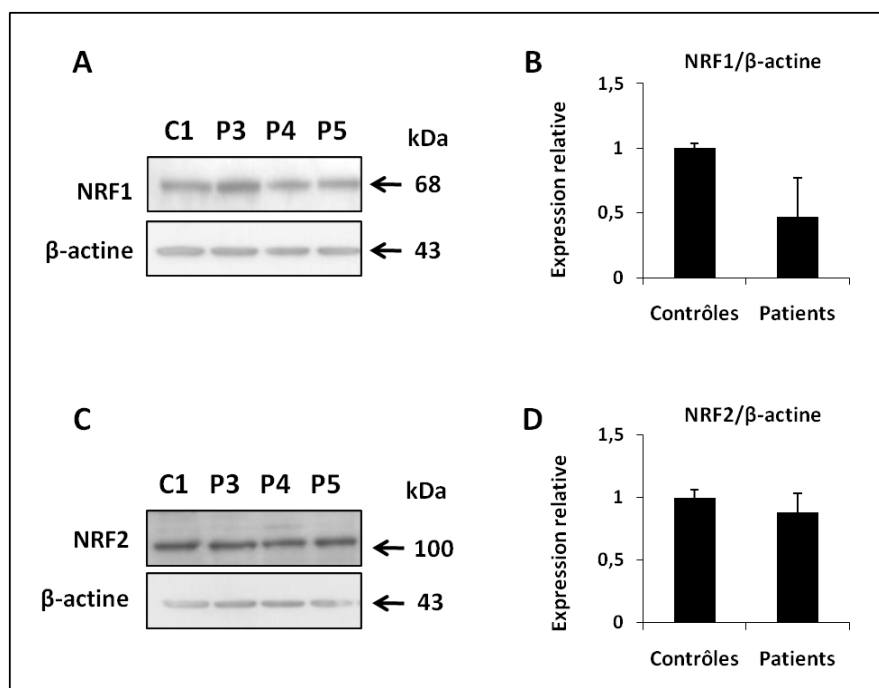 A
C1 P3 P4 P5 kDa
NRF1 68
β-actine 43
B
NRF1/β-actine
Expression relative
1,5
1
0,5
0
Contrôles Patients
C
C1 P3 P4 P5 kDa
NRF2 100
β-actine 43
D
NRF2/β-actine
Expression relative
1,5
1
0,5
0
Contrôles Patients